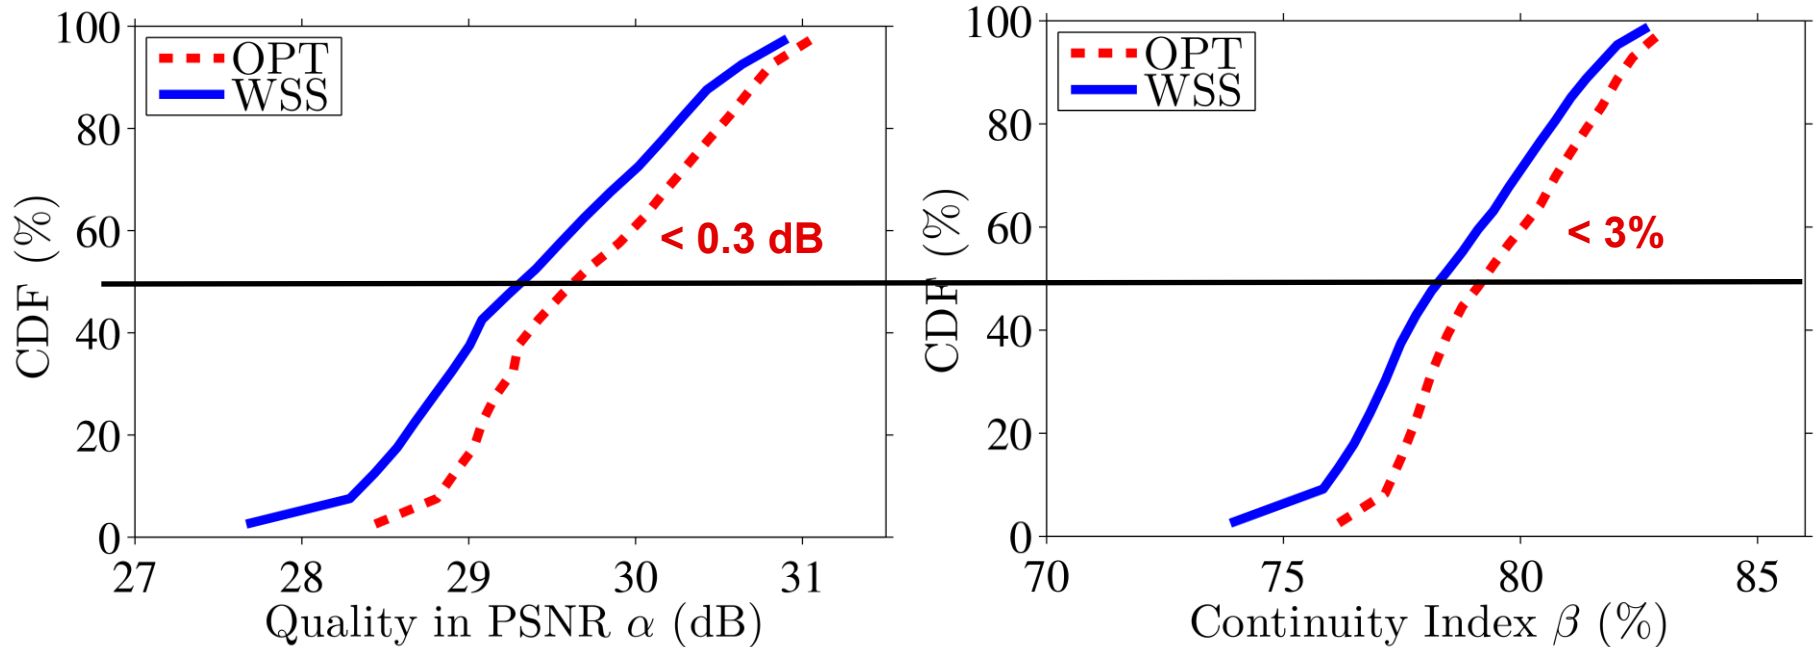 OPT
WSS
100
80
60
40
20
0
CDF (%)
< 0.3 dB
27 28 29 30 31
Quality in PSNR α (dB)
OPT
WSS
100
80
60
40
20
0
CDF (%)
< 3%
70 75 80 85
Continuity Index β (%)